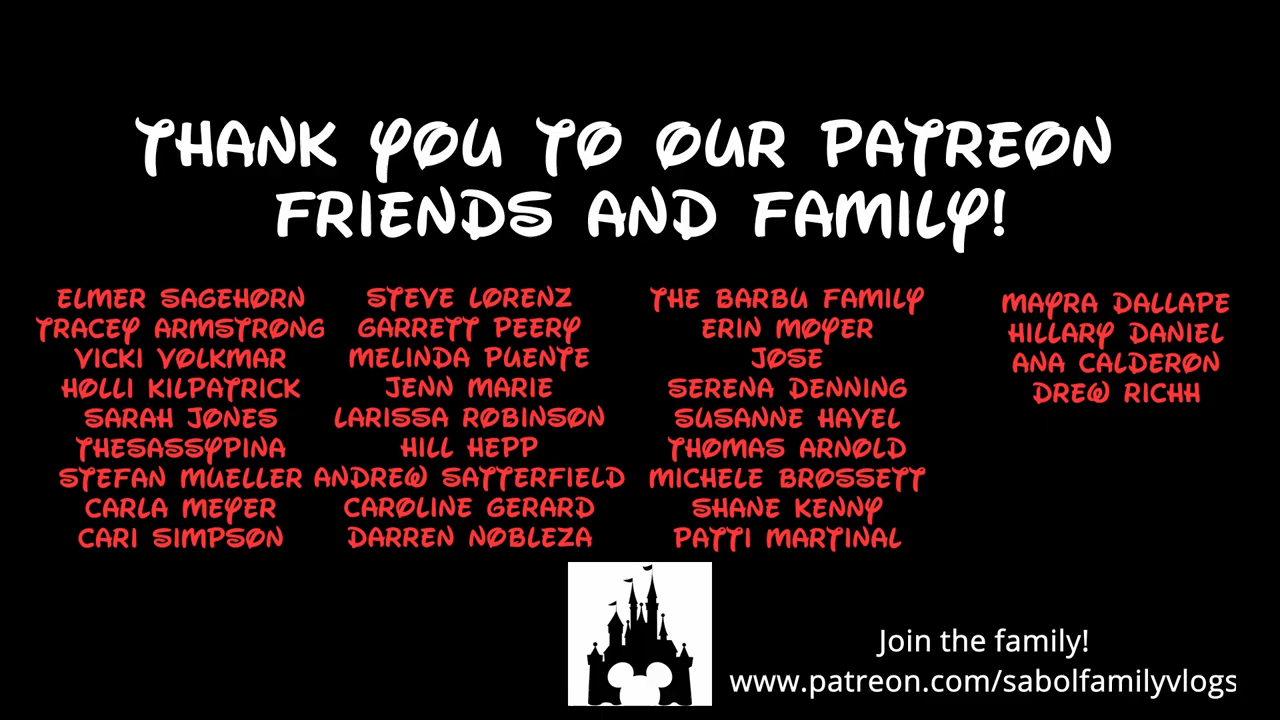 THANK YOU TO OUR PATREON
FRIENDS AND FAMILY!
ELMER SAGEHORN
TRACEY ARMSTRONG
VICKI VOLKMAR
HOLLI KILPATRICK
SARAH JONES
THESASSYPINA
STEFAN MUELLER
CARLA MEYER
CARI SIMPSON
STEVE LORENZ
GARRETT PEERY
MELINDA PUENTE
JENN MARIE
LARISSA ROBINSON
HILL HEPP
ANDREW SATTERFIELD
CAROLINE GERARD
DARREN NOBLEZA
THE BARBU FAMILY
ERIN MOYER
JOSE
SERENA DENNING
SUSANNE HAVEL
THOMAS ARNOLD
MICHELE BROSSETT
SHANE KENNY
PATTI MARTINAL
MAYRA DALLAPE
HILLARY DANIEL
ANA CALDERON
DREW RICHH
Join the family!
www.patreon.com/sabolfamilyvlogs